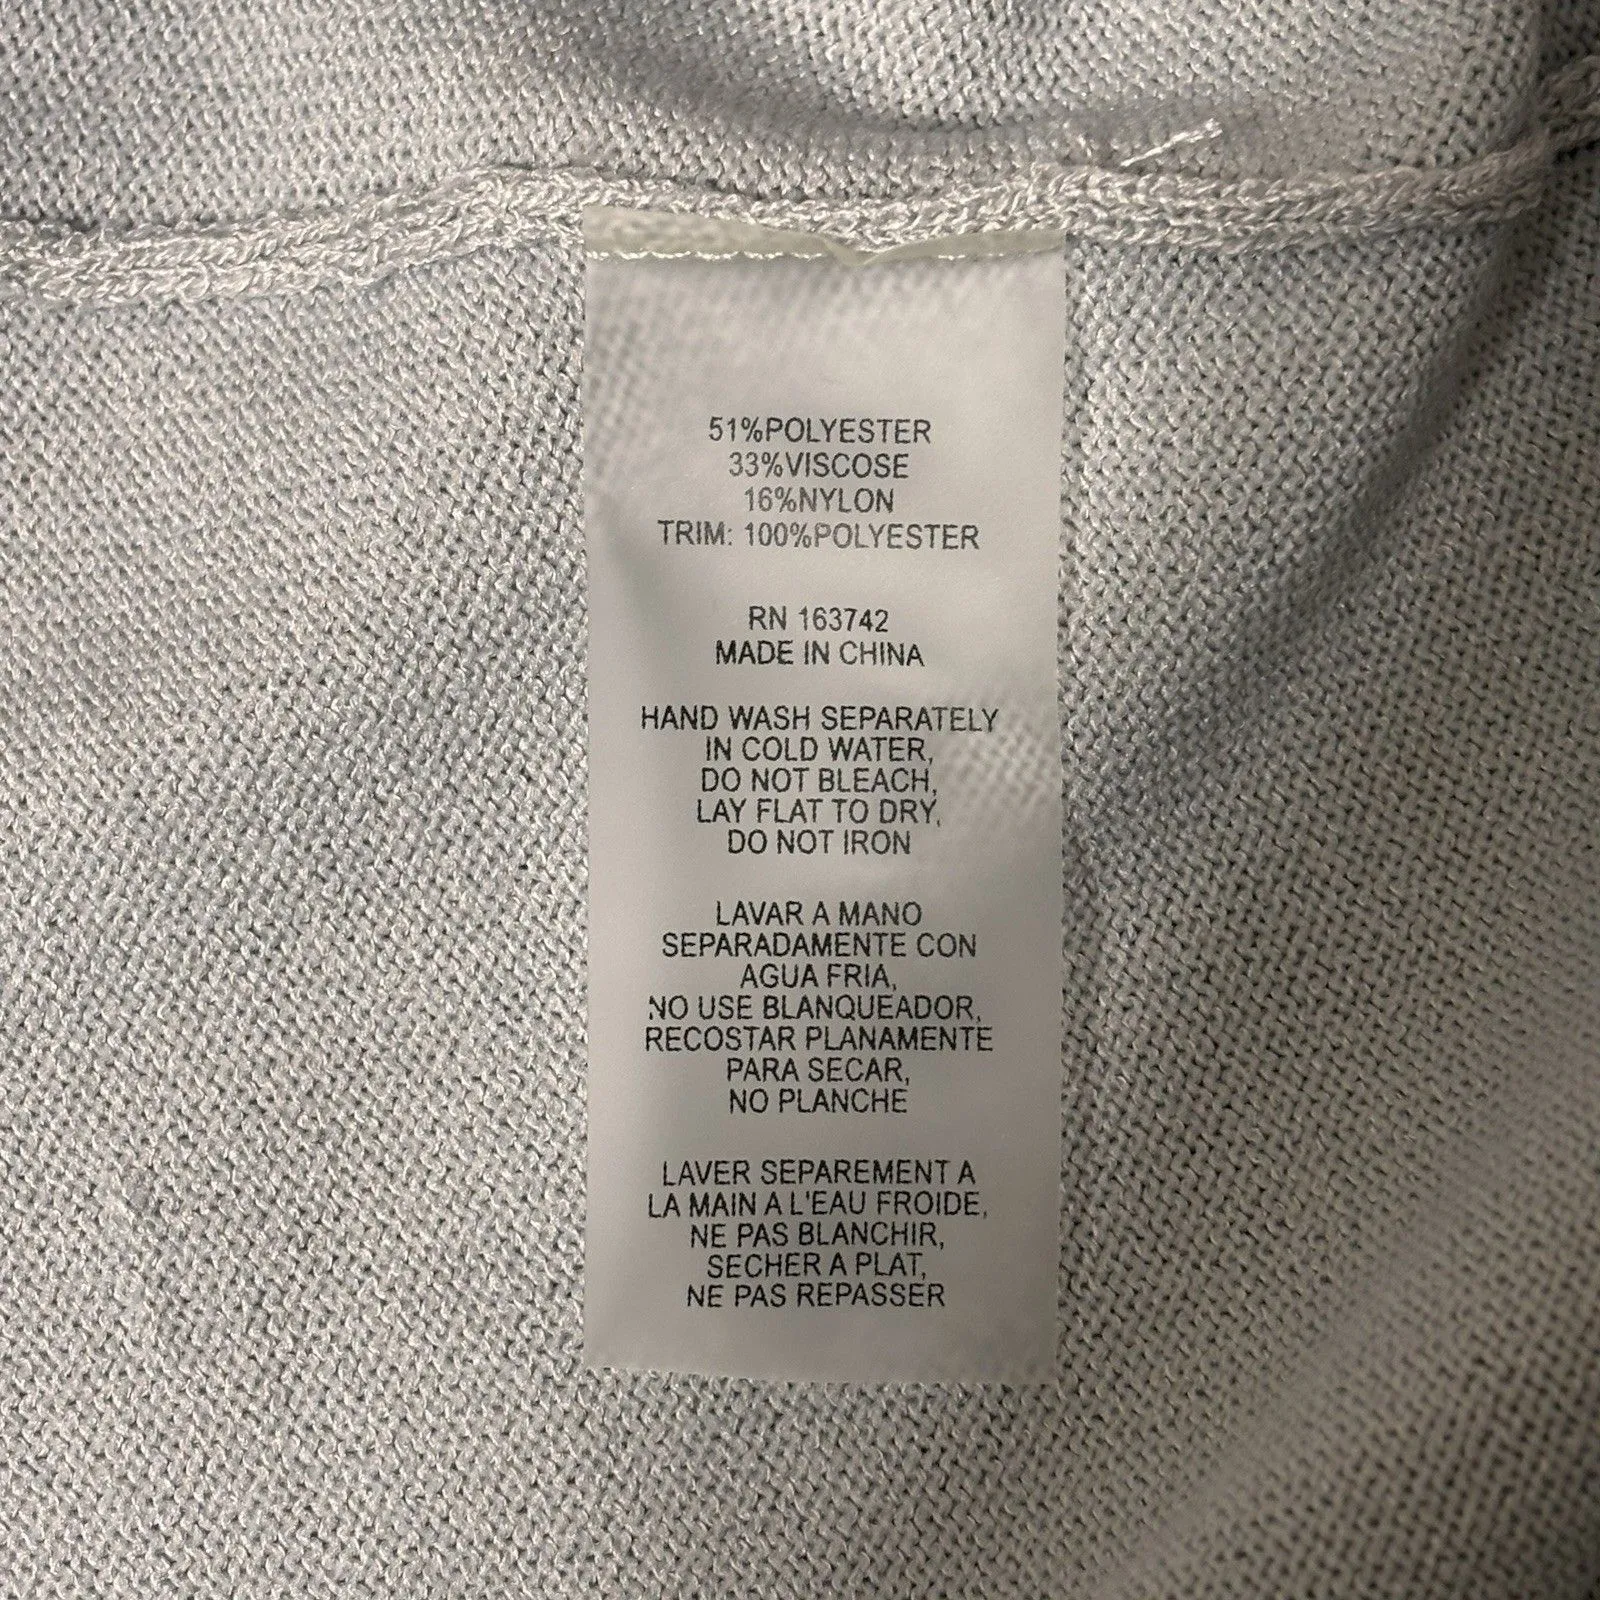 51%POLYESTER
33%VISCOSE
16%NYLON
TRIM: 100%POLYESTER
RN 163742
MADE IN CHINA
HAND WASH SEPARATELY
IN COLD WATER,
DO NOT BLEACH,
LAY FLAT TO DRY,
DO NOT IRON
LAVAR A MANO
SEPARADAMENTE CON
AGUA FRIA,
NO USE BLANQUEADOR,
RECOSTAR PLANAMENTE
PARA SECAR,
NO PLANCHE
LAVER SEPAREMENT A
LA MAIN A L'EAU FROIDE,
NE PAS BLANCHIR,
SECHER A PLAT,
NE PAS REPASSER